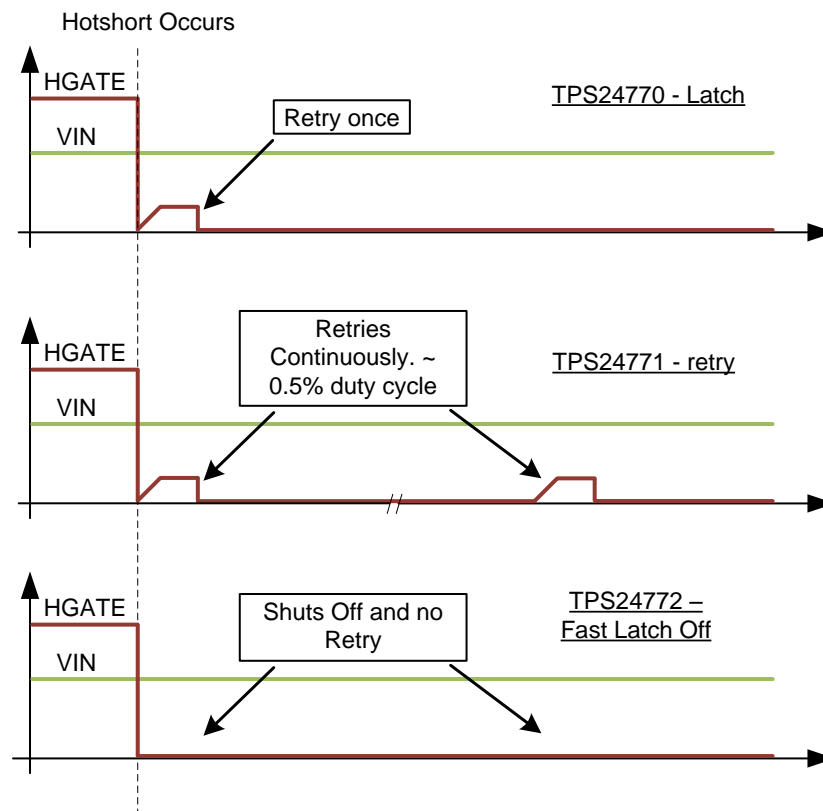 Hotshort Occurs
HGATE
TPS24770 - Latch
Retry once
VIN
Retries
Continuously. ~
0.5% duty cycle
HGATE
TPS24771 - retry
VIN
//
TPS24772 –
Fast Latch Off
HGATE
Shuts Off and no
Retry
VIN